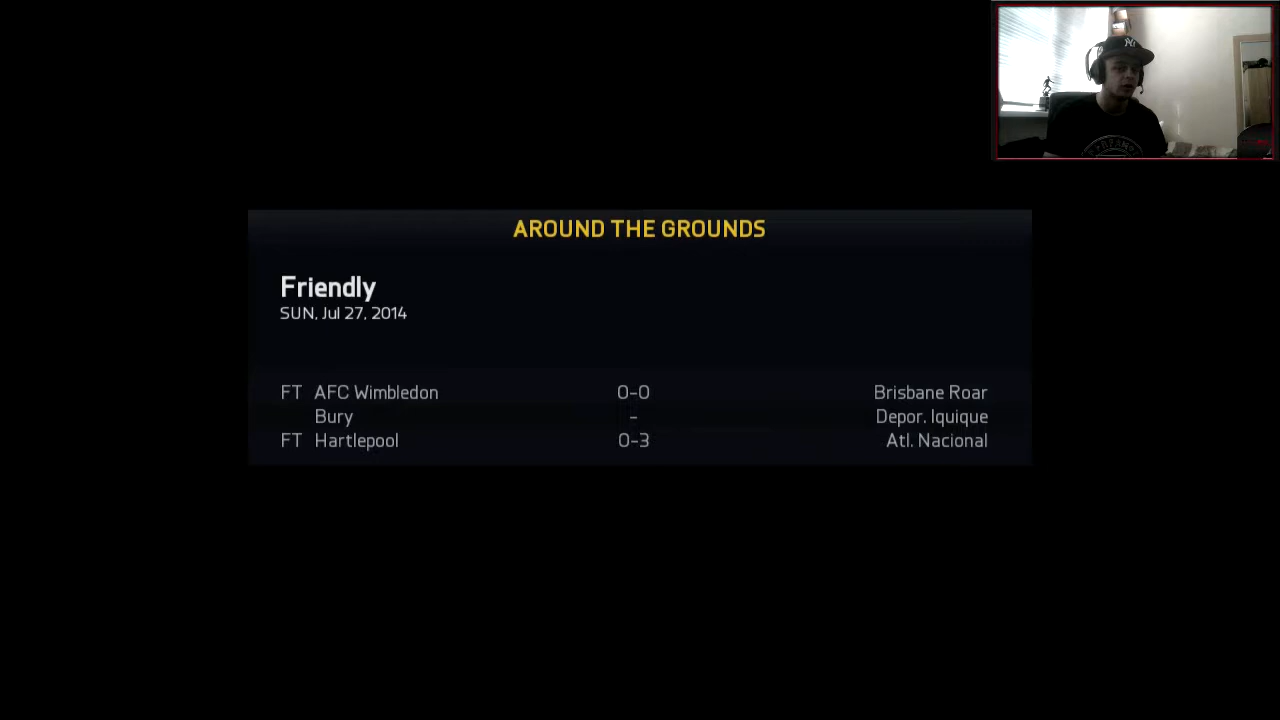 AROUND THE GROUNDS
Friendly
SUN, Jul 27, 2014
FT AFC Wimbledon 0-0 Brisbane Roar
Bury - Depor. Iquique
FT Hartlepool 0-3 Atl. Nacional